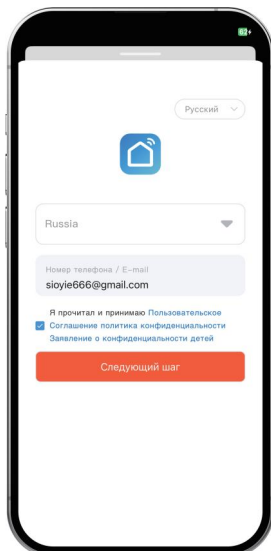 62
Русский
Russia
Номер телефона / E-mail
sioyie666@gmail.com
Я прочитал и принимаю Пользовательское
Соглашение политика конфиденциальности
Заявление о конфиденциальности детей
Следующий шаг